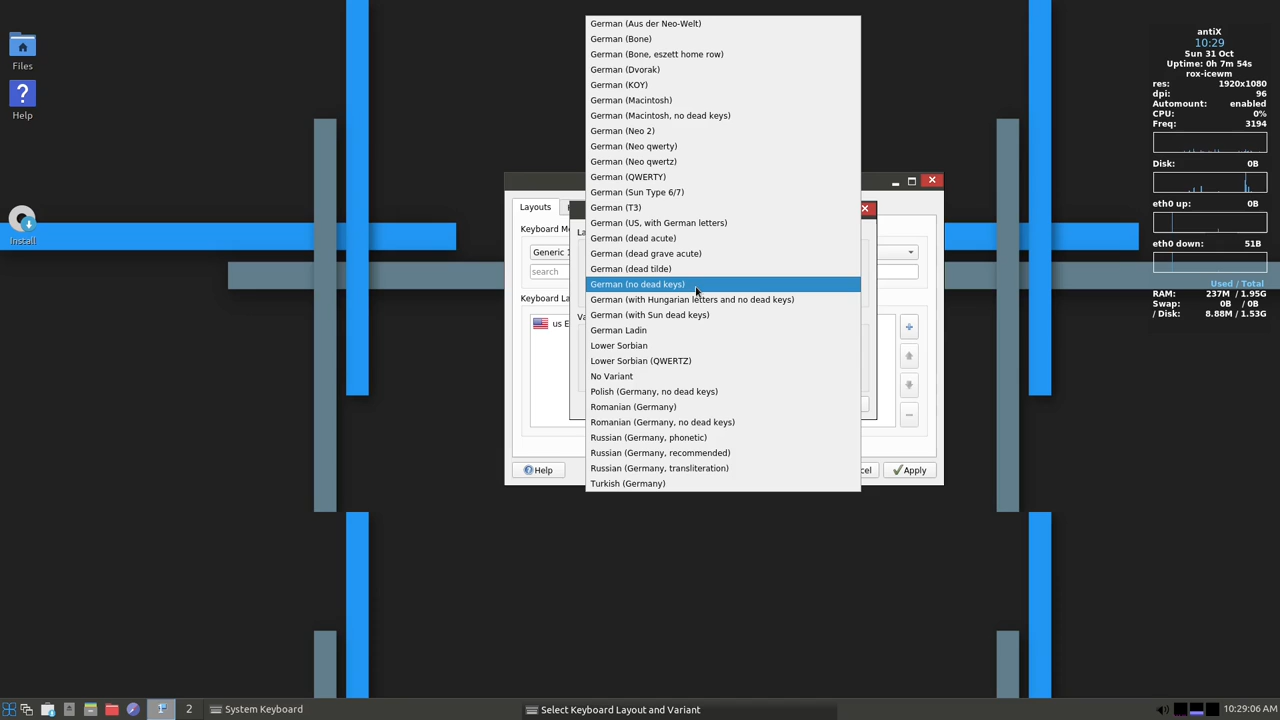 Files
Help
Install
German (Aus der Neo-Welt)
German (Bone)
German (Bone, eszett home row)
German (Dvorak)
German (KOY)
German (Macintosh)
German (Macintosh, no dead keys)
German (Neo 2)
German (Neo qwerty)
German (Neo qwertz)
German (QWERTY)
German (Sun Type 6/7)
German (T3)
German (US, with German letters)
German (dead acute)
German (dead grave acute)
German (dead tilde)
German (no dead keys)
German (with Hungarian letters and no dead keys)
German (with Sun dead keys)
German Ladin
Lower Sorbian
Lower Sorbian (QWERTZ)
No Variant
Polish (Germany, no dead keys)
Romanian (Germany)
Romanian (Germany, no dead keys)
Russian (Germany, phonetic)
Russian (Germany, recommended)
Russian (Germany, transliteration)
Turkish (Germany)
Layouts
Keyboard M
Generic
search
Keyboard La
us E
La
Va
Help
cel
Apply
antiX
10:29
Sun 31 Oct
Uptime: 0h 7m 54s
rox-icewm
res: 1920x1080
dpi: 96
Automount: enabled
CPU: 0%
Freq: 3194
Disk: 0B
eth0 up: 0B
eth0 down: 51B
Used / Total
RAM: 237M / 1.95G
Swap: 0B / 0B
/ Disk: 8.88M / 1.53G
1
2
System Keyboard
Select Keyboard Layout and Variant
10:29:06 AM